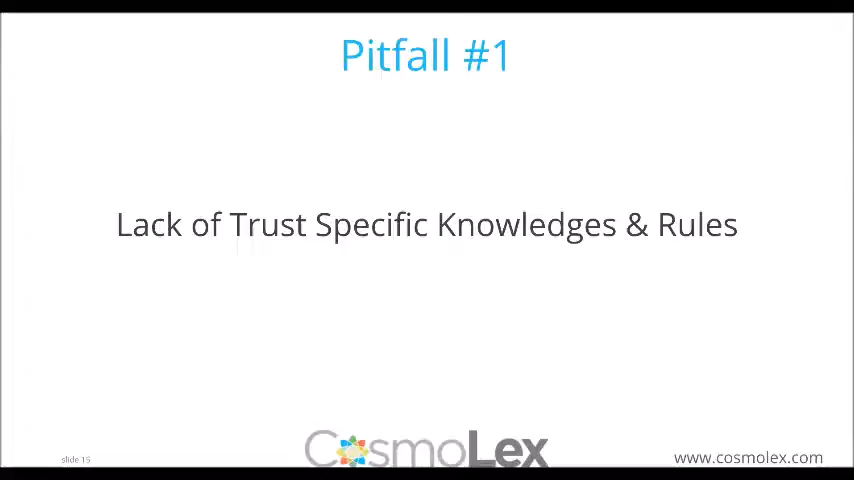 Pitfall #1
Lack of Trust Specific Knowledges & Rules
slide 15
CosmoLex
www.cosmolex.com